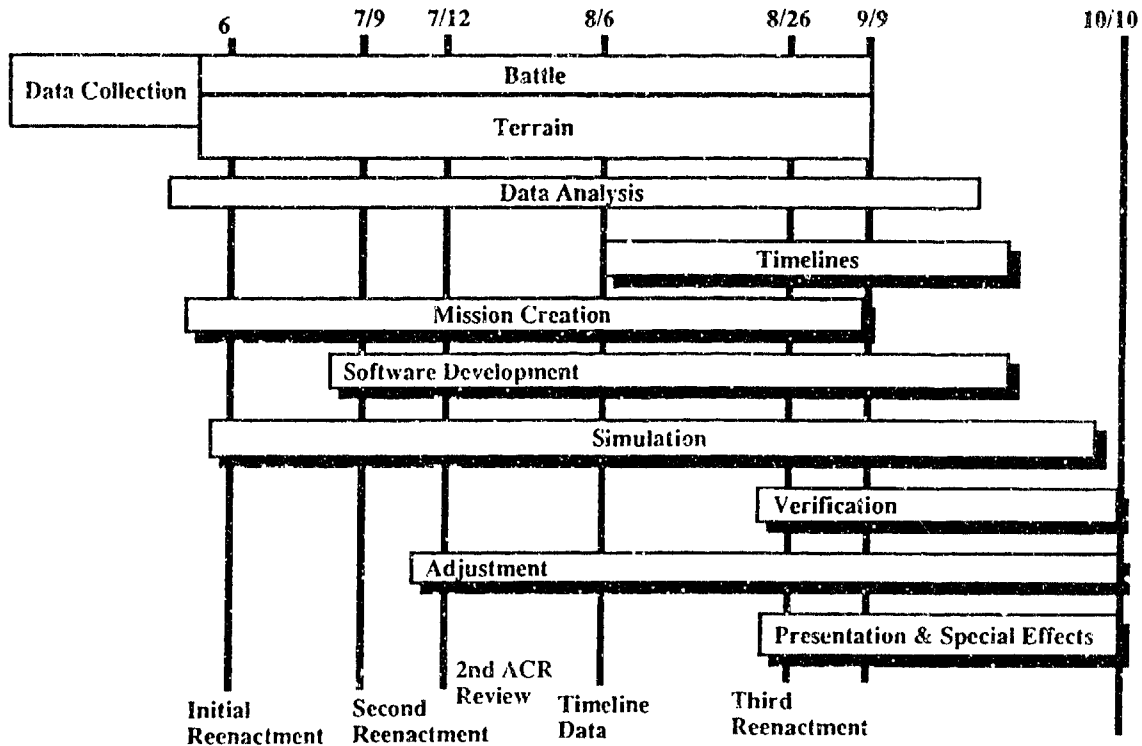 6 7/9 7/12 8/6 8/26 9/9 10/10
Data Collection
Battle
Terrain
Data Analysis
Timelines
Mission Creation
Software Development
Simulation
Verification
Adjustment
Presentation & Special Effects
Initial
Reenactment
Second
Reenactment
2nd ACR
Review
Timeline
Data
Third
Reenactment